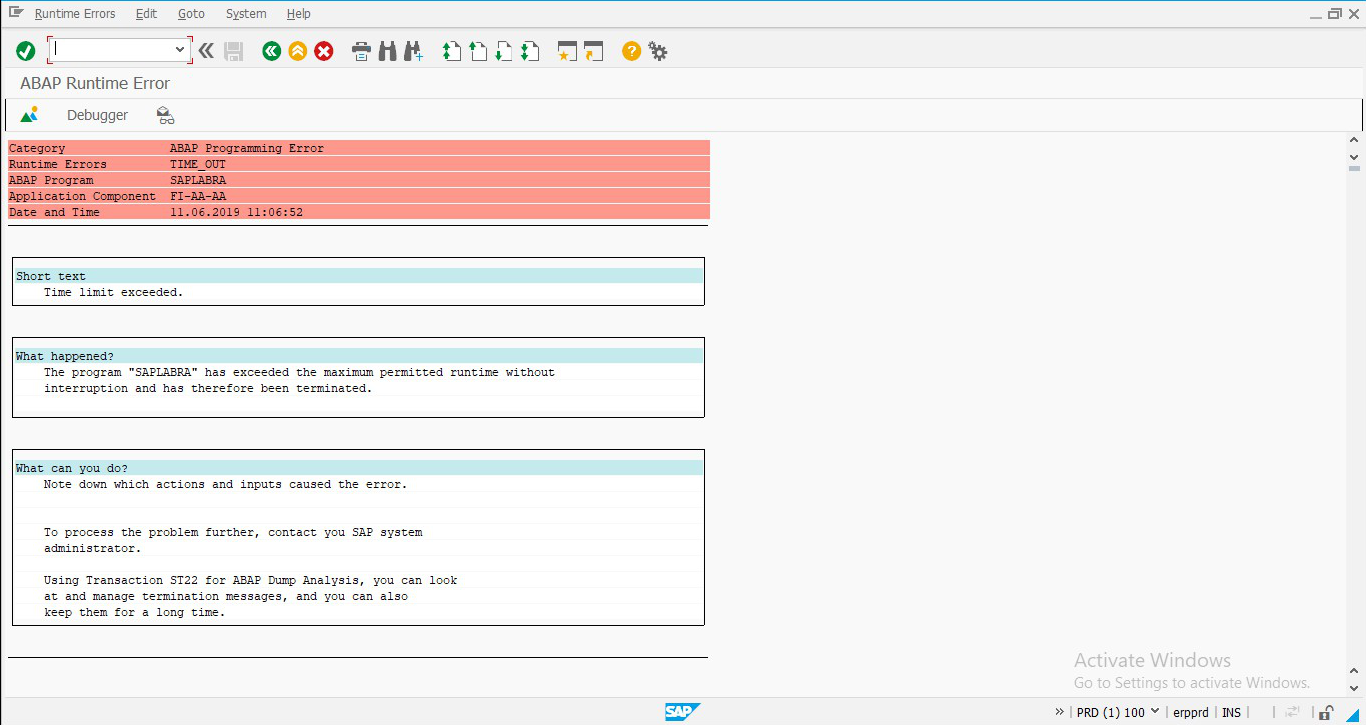 Runtime Errors Edit Goto System Help
ABAP Runtime Error
Debugger
Category ABAP Programming Error
Runtime Errors TIME_OUT
ABAP Program SAPLABRA
Application Component FI-AA-AA
Date and Time 11.06.2019 11:06:52
Short text
Time limit exceeded.
What happened?
The program "SAPLABRA" has exceeded the maximum permitted runtime without
interruption and has therefore been terminated.
What can you do?
Note down which actions and inputs caused the error.
To process the problem further, contact you SAP system
administrator.
Using Transaction ST22 for ABAP Dump Analysis, you can look
at and manage termination messages, and you can also
keep them for a long time.
Activate Windows
Go to Settings to activate Windows.
SAP
PRD (1) 100 erpprd INS